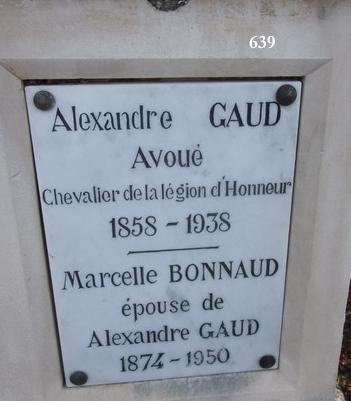 639
Alexandre GAUD
Avoué
Chevalier de la légion d'Honneur
1858 - 1938
Marcelle BONNAUD
épouse de
Alexandre GAUD
1874 - 1950